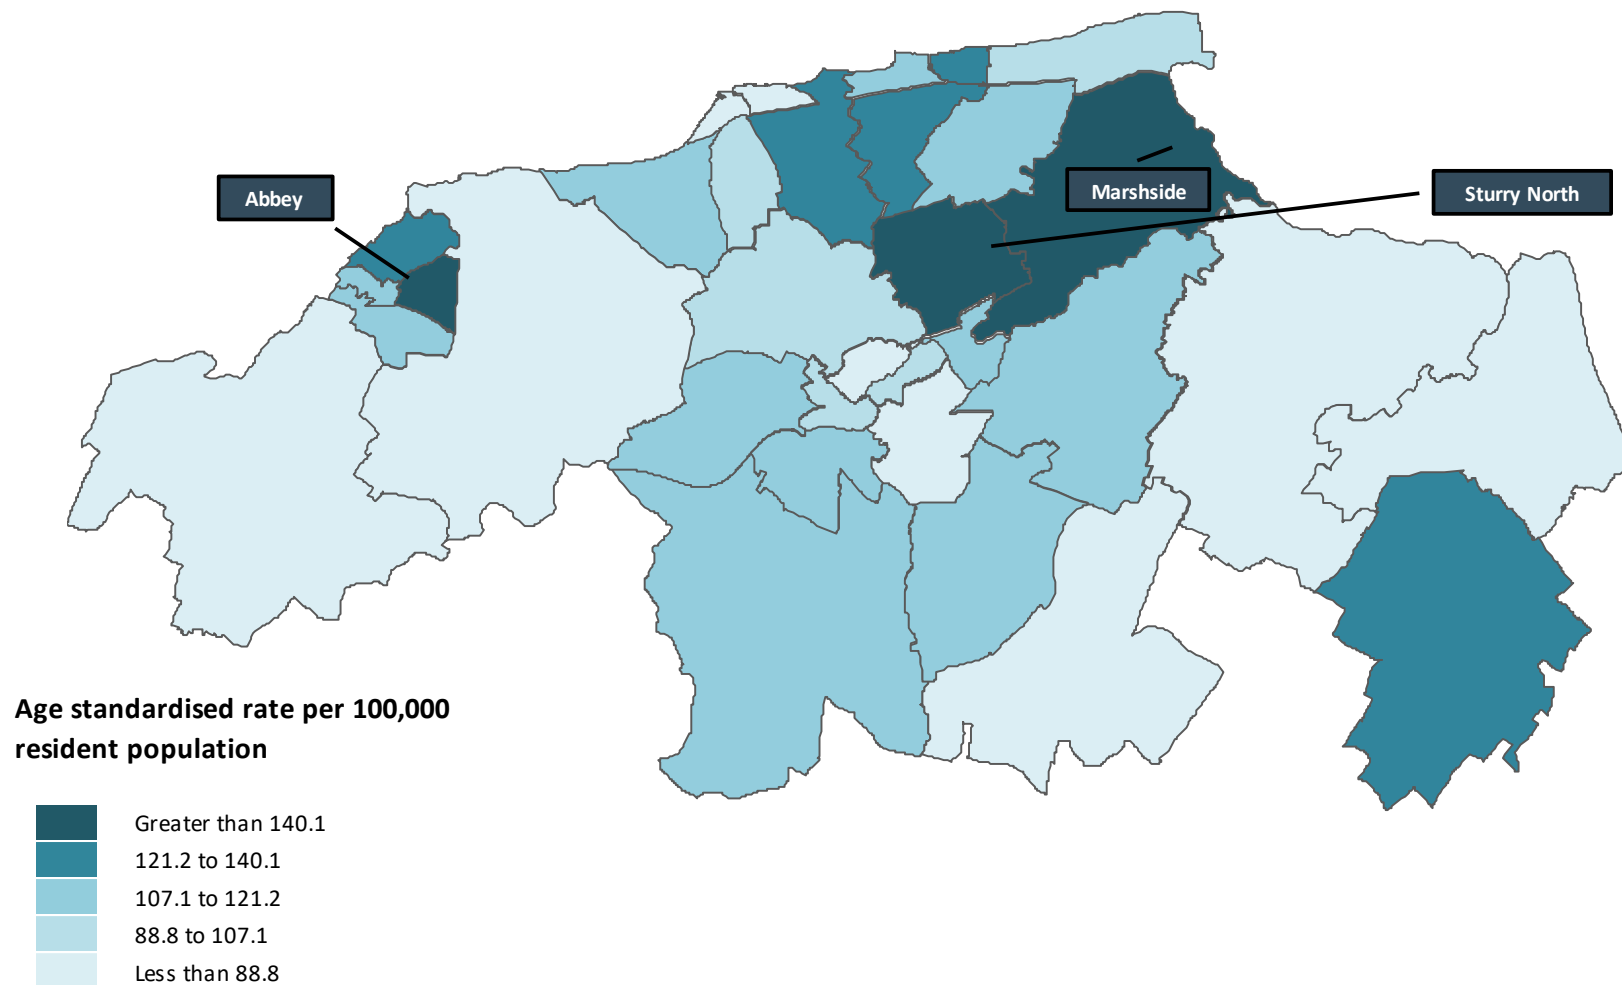 Abbey
Marshside
Sturry North
Age standardised rate per 100,000
resident population
Greater than 140.1
121.2 to 140.1
107.1 to 121.2
88.8 to 107.1
Less than 88.8